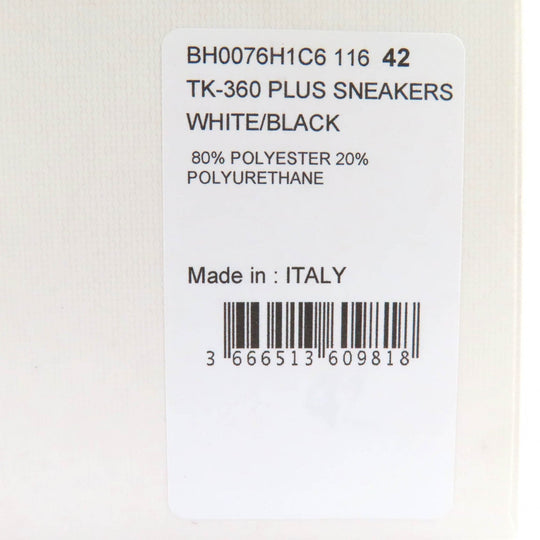 BH0076H1C6 116 42
TK-360 PLUS SNEAKERS
WHITE/BLACK
80% POLYESTER 20%
POLYURETHANE
Made in : ITALY
3 666513 609818